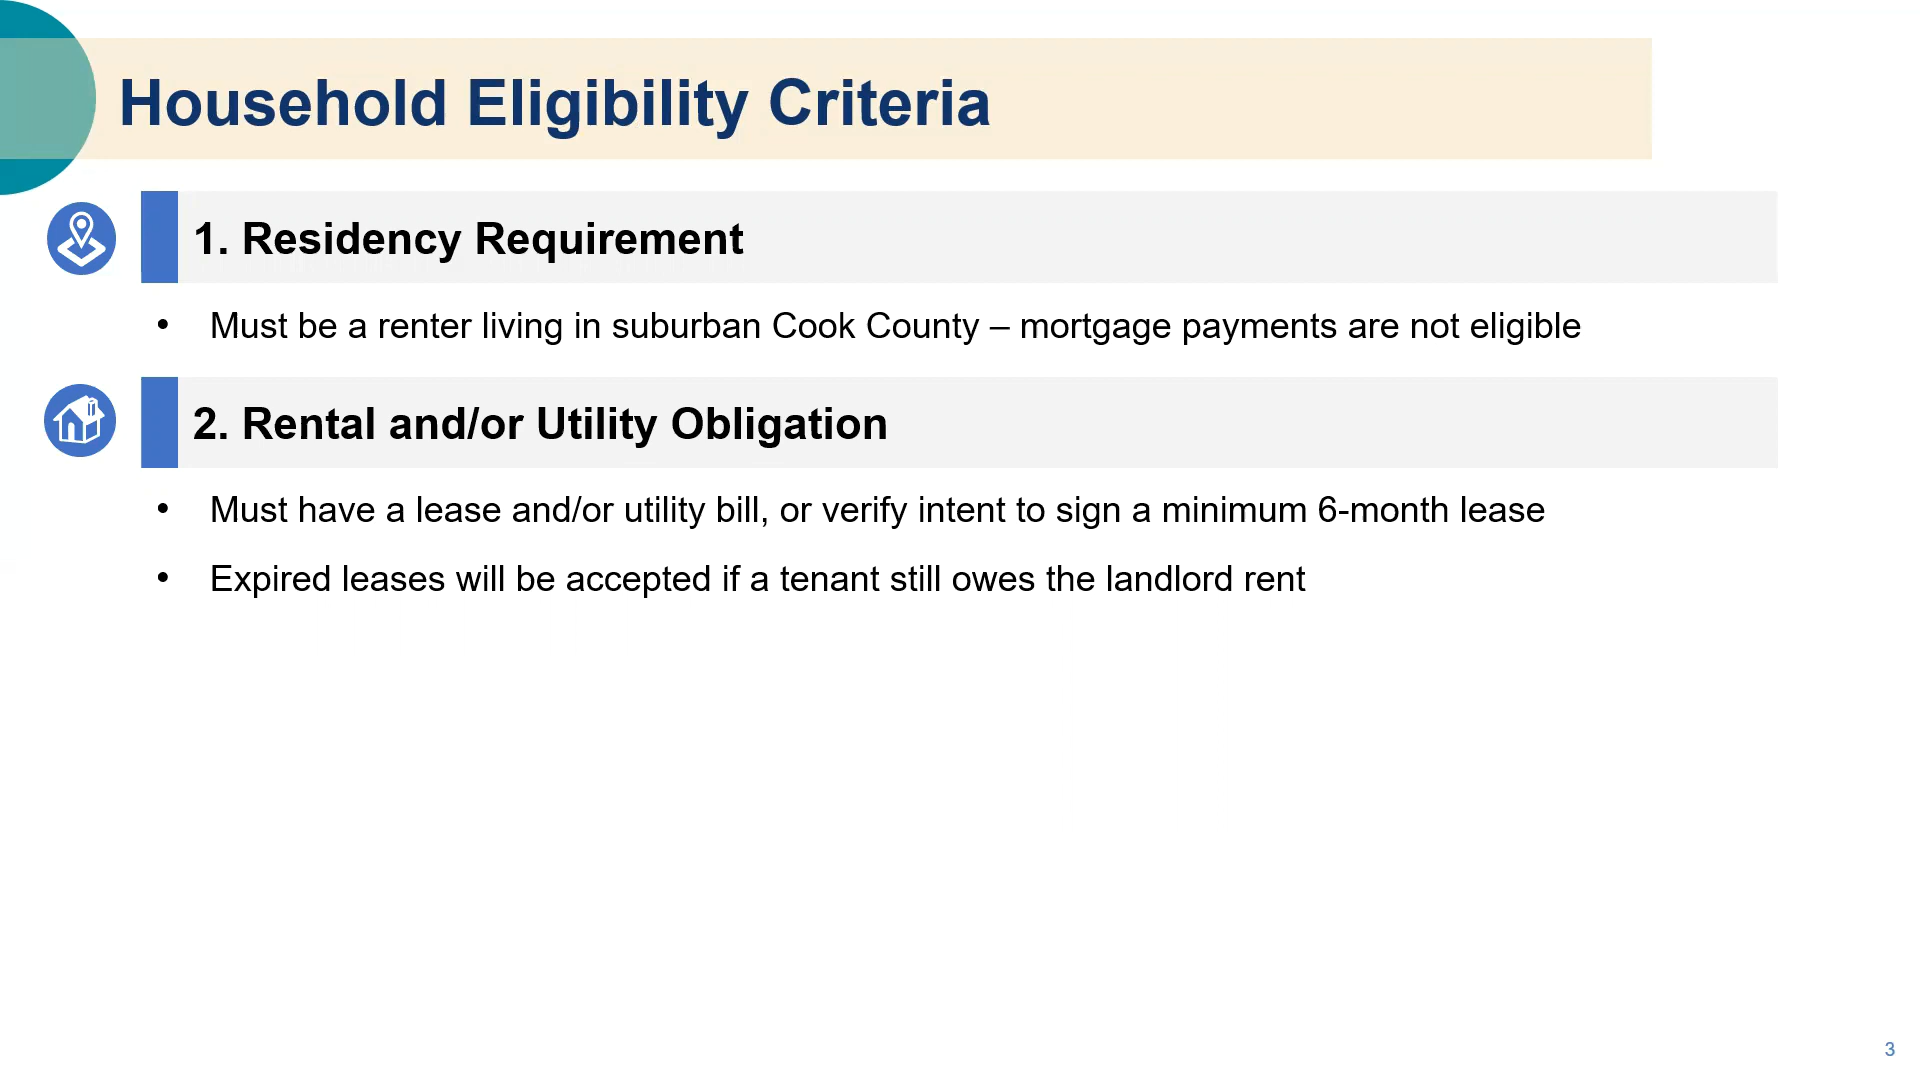 Household Eligibility Criteria
1. Residency Requirement
• Must be a renter living in suburban Cook County – mortgage payments are not eligible
2. Rental and/or Utility Obligation
• Must have a lease and/or utility bill, or verify intent to sign a minimum 6-month lease
• Expired leases will be accepted if a tenant still owes the landlord rent
3